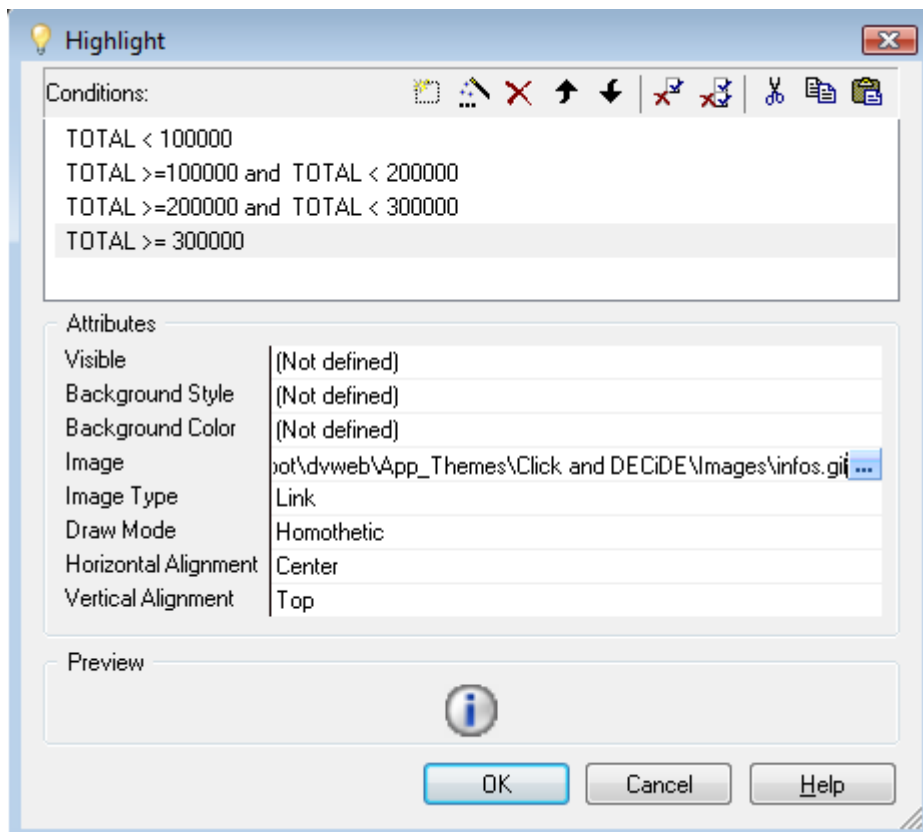 Highlight
Conditions:
TOTAL < 100000
TOTAL >=100000 and TOTAL < 200000
TOTAL >=200000 and TOTAL < 300000
TOTAL >= 300000
Attributes
Visible (Not defined)
Background Style (Not defined)
Background Color (Not defined)
Image oot\dvweb\App_Themes\Click and DECiDE\Images\infos.gif ...
Image Type Link
Draw Mode Homothetic
Horizontal Alignment Center
Vertical Alignment Top
Preview
OK Cancel Help